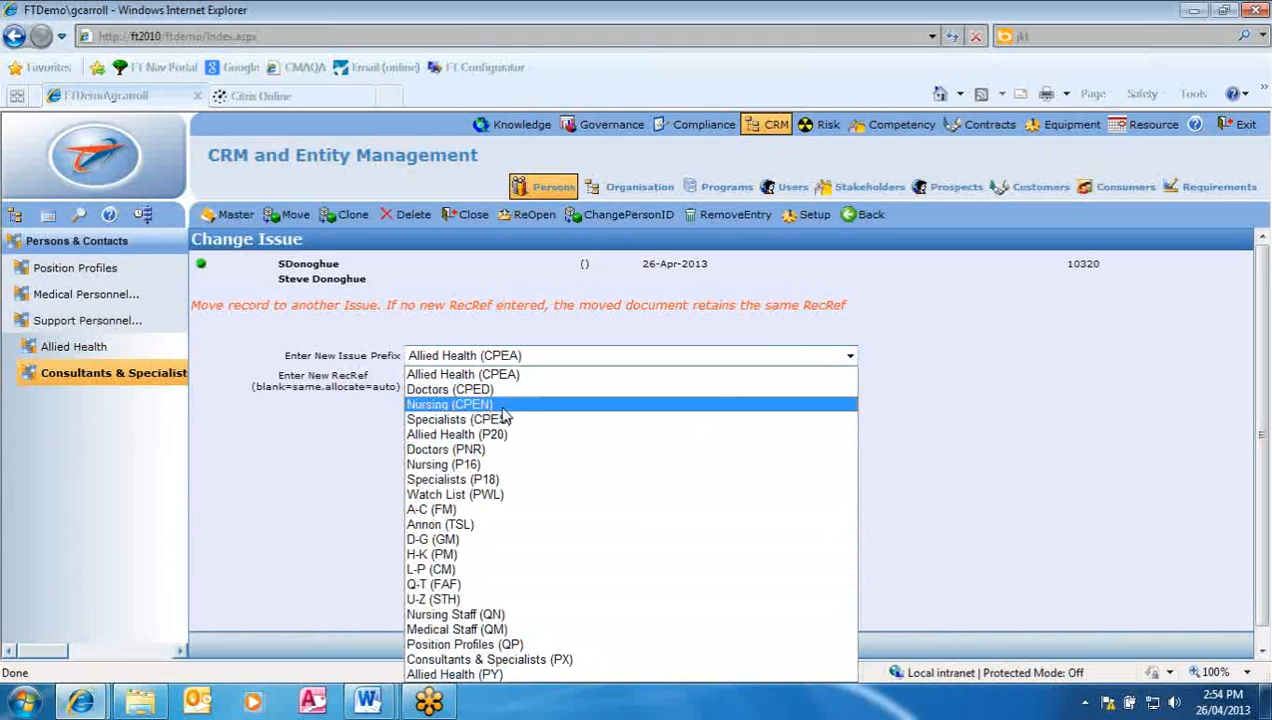 FTDemo\gcarroll - Windows Internet Explorer
http://ft2010/ftdemo/Index.aspx
jkl
Favorites FT Nav Portal Google CMAQA Email (online) FT Configurator
FTDemo\gcarroll Citrix Online Page Safety Tools
Knowledge Governance Compliance CRM Risk Competency Contracts Equipment Resource Exit
CRM and Entity Management
Persons Organisation Programs Users Stakeholders Prospects Customers Consumers Requirements
Master Move Clone Delete Close ReOpen ChangePersonID RemoveEntry Setup Back
Persons & Contacts
Position Profiles
Medical Personnel...
Support Personnel...
Allied Health
Consultants & Specialist
Change Issue
SDonoghue () 26-Apr-2013 10320
Steve Donoghue
Move record to another Issue. If no new RecRef entered, the moved document retains the same RecRef
Enter New Issue Prefix Allied Health (CPEA)
Enter New RecRef
(blank=same,allocate=auto)
Allied Health (CPEA)
Doctors (CPED)
Nursing (CPEN)
Specialists (CPES)
Allied Health (P20)
Doctors (PNR)
Nursing (P16)
Specialists (P18)
Watch List (PWL)
A-C (FM)
Annon (TSL)
D-G (GM)
H-K (PM)
L-P (CM)
Q-T (FAF)
U-Z (STH)
Nursing Staff (QN)
Medical Staff (QM)
Position Profiles (QP)
Consultants & Specialists (PX)
Allied Health (PY)
Done Local intranet | Protected Mode: Off 100%
2:54 PM
26/04/2013